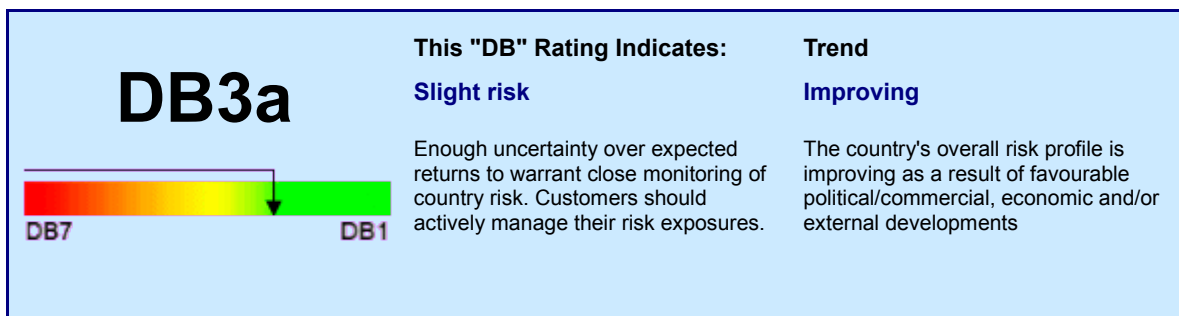 DB3a
DB7
DB1
This "DB" Rating Indicates:
Slight risk
Enough uncertainty over expected
returns to warrant close monitoring of
country risk. Customers should
actively manage their risk exposures.
Trend
Improving
The country's overall risk profile is
improving as a result of favourable
political/commercial, economic and/or
external developments